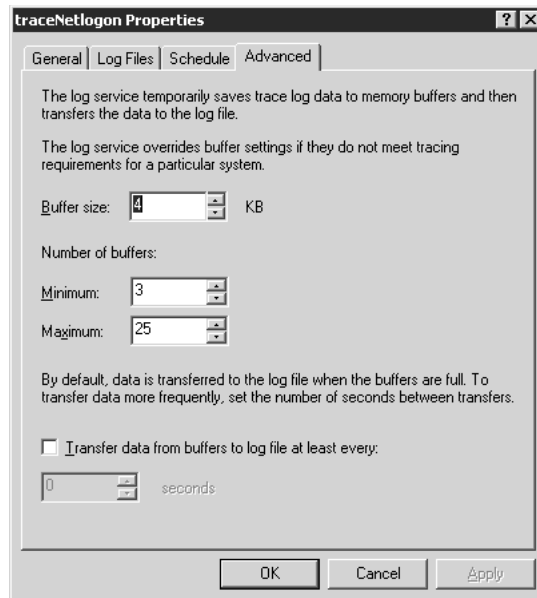 traceNetlogon Properties
General Log Files Schedule Advanced
The log service temporarily saves trace log data to memory buffers and then
transfers the data to the log file.
The log service overrides buffer settings if they do not meet tracing
requirements for a particular system.
Buffer size: 4 KB
Number of buffers:
Minimum: 3
Maximum: 25
By default, data is transferred to the log file when the buffers are full. To
transfer data more frequently, set the number of seconds between transfers.
Transfer data from buffers to log file at least every:
0 seconds
OK Cancel Apply